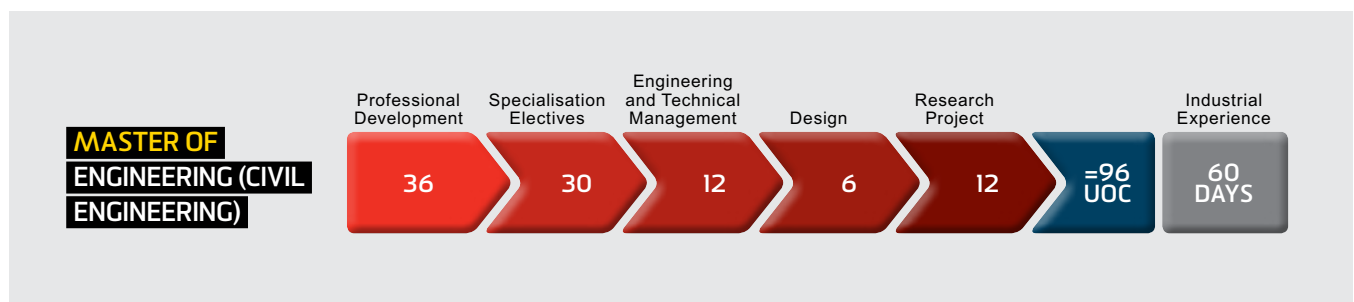 MASTER OF
ENGINEERING (CIVIL
ENGINEERING)
Professional
Development
36
Specialisation
Electives
30
Engineering
and Technical
Management
12
Design
6
Research
Project
12
=96
UOC
Industrial
Experience
60
DAYS